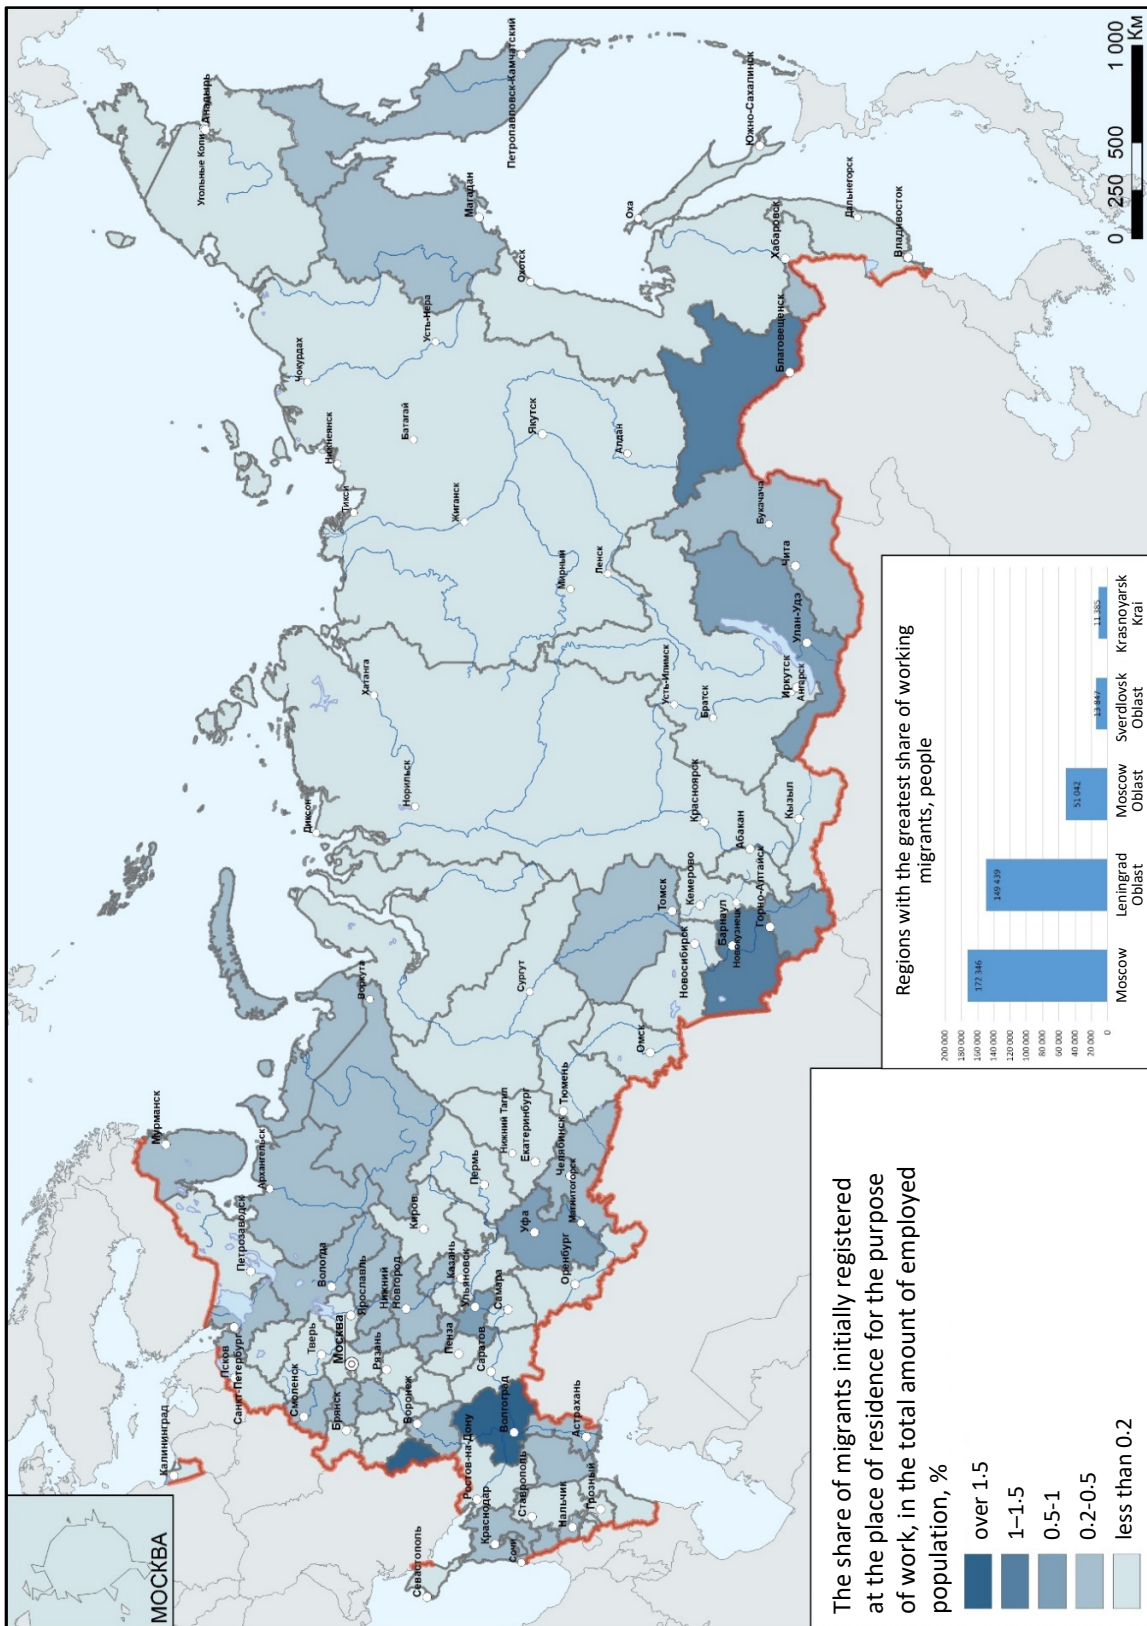 МОСКВА
Калининград
Мурманск
Псков
Санкт-Петербург
Петрозаводск
Архангельск
Воркута
Диксон
Хатанга
Норильск
Тикси
Нижнеянск
Чокурдах
Батагай
Усть-Нера
Угольные Копи
Анадырь
Магадан
Охотск
Петропавловск-Камчатский
Оха
Южно-Сахалинск
Хабаровск
Дальнегорск
Владивосток
Благовещенск
Якутск
Алдан
Жиганск
Мирный
Ленск
Букачача
Чита
Улан-Удэ
Иркутск
Ангарск
Усть-Илимск
Братск
Красноярск
Абакан
Кызыл
Томск
Кемерово
Новосибирск
Барнаул
Новокузнецк
Горно-Алтайск
Сургут
Омск
Тюмень
Нижний Тагил
Екатеринбург
Челябинск
Магнитогорск
Пермь
Уфа
Оренбург
Киров
Казань
Ульяновск
Самара
Вологда
Ярославль
Нижний
Новгород
Тверь
Москва
Рязань
Пенза
Саратов
Смоленск
Брянск
Воронеж
Волгоград
Астрахань
Ростов-на-Дону
Краснодар
Ставрополь
Сочи
Нальчик
Грозный
Севастополь
The share of migrants initially registered
at the place of residence for the purpose
of work, in the total amount of employed
population, %
over 1.5
1–1.5
0.5-1
0.2-0.5
less than 0.2
Regions with the greatest share of working
migrants, people
200 000
180 000
160 000
140 000
120 000
100 000
80 000
60 000
40 000
20 000
0
172 346
149 439
51 042
13 847
11 385
Moscow
Leningrad
Oblast
Moscow
Oblast
Sverdlovsk
Oblast
Krasnoyarsk
Krai
0 250 500 1 000
Км